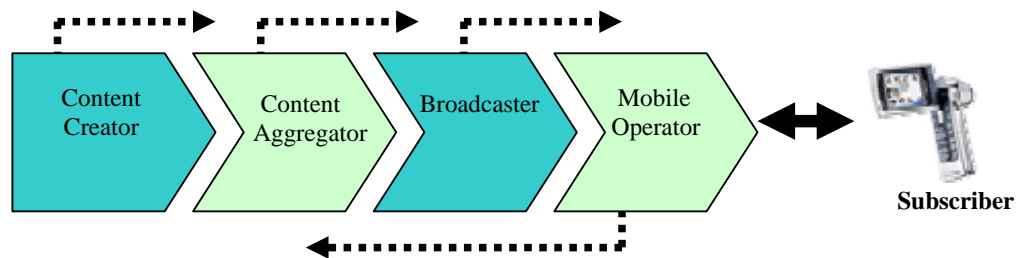 Content
Creator
Content
Aggregator
Broadcaster
Mobile
Operator
Subscriber